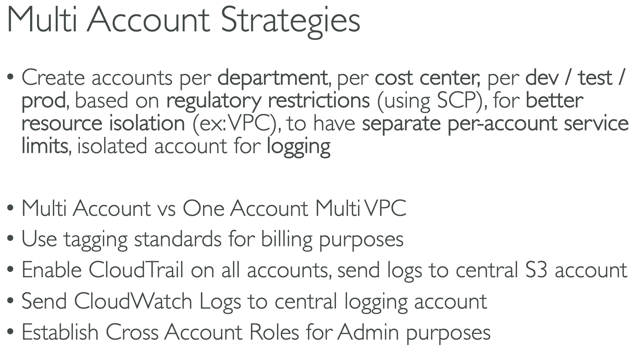 Multi Account Strategies
• Create accounts per department, per cost center, per dev / test /
prod, based on regulatory restrictions (using SCP), for better
resource isolation (ex: VPC), to have separate per-account service
limits, isolated account for logging
• Multi Account vs One Account Multi VPC
• Use tagging standards for billing purposes
• Enable CloudTrail on all accounts, send logs to central S3 account
• Send CloudWatch Logs to central logging account
• Establish Cross Account Roles for Admin purposes